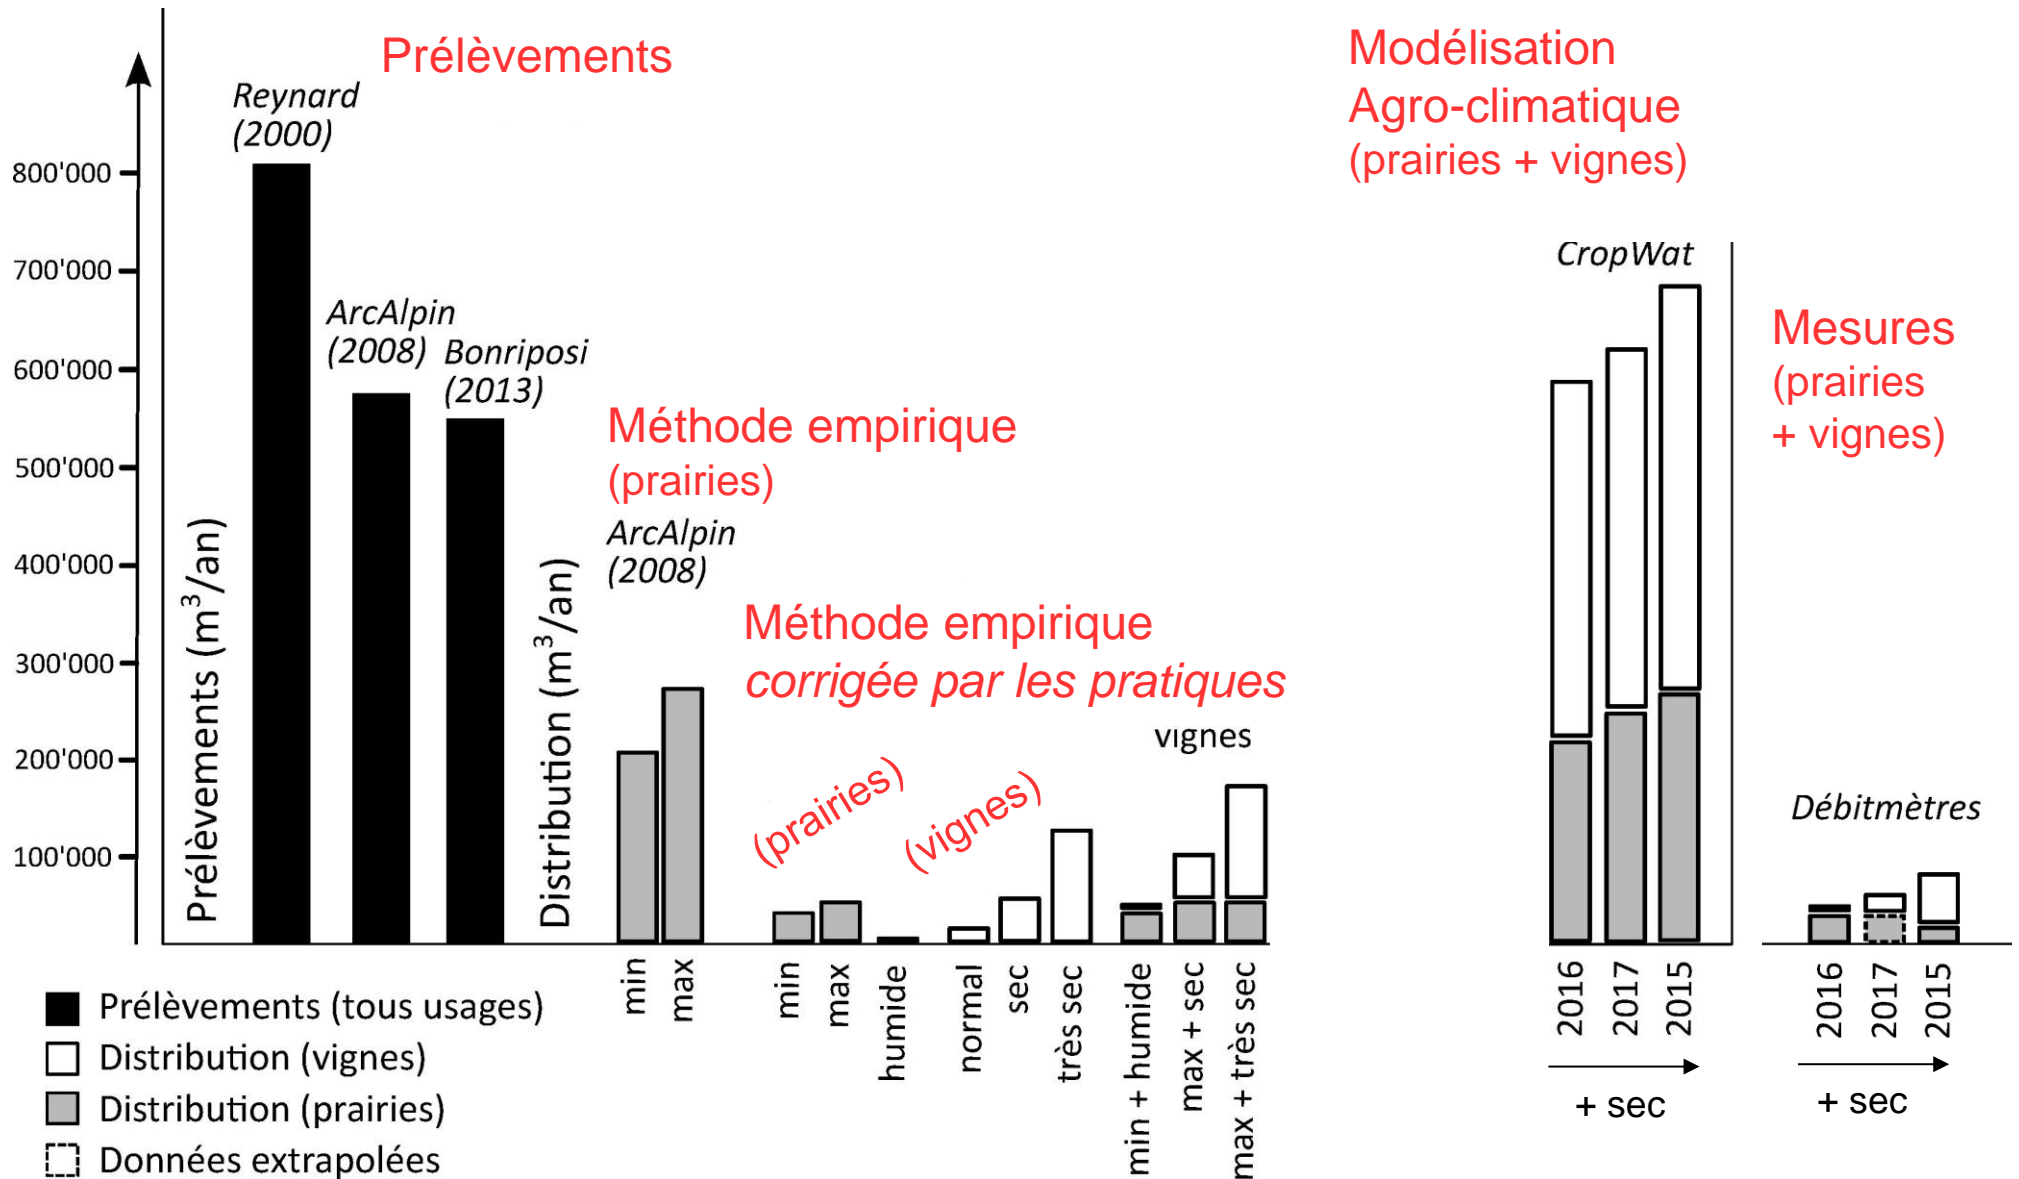 Prélèvements
Reynard
(2000)
ArcAlpin
(2008)
Bonriposi
(2013)
800'000
700'000
600'000
500'000
400'000
300'000
200'000
100'000
Prélèvements (m³/an)
Distribution (m³/an)
Méthode empirique
(prairies)
ArcAlpin
(2008)
Méthode empirique
corrigée par les pratiques
vignes
(prairies)
(vignes)
Modélisation
Agro-climatique
(prairies + vignes)
CropWat
Mesures
(prairies
+ vignes)
Débitmètres
min
max
min
max
humide
normal
sec
très sec
min + humide
max + sec
max + très sec
2016
2017
2015
+ sec
2016
2017
2015
+ sec
Prélèvements (tous usages)
Distribution (vignes)
Distribution (prairies)
Données extrapolées